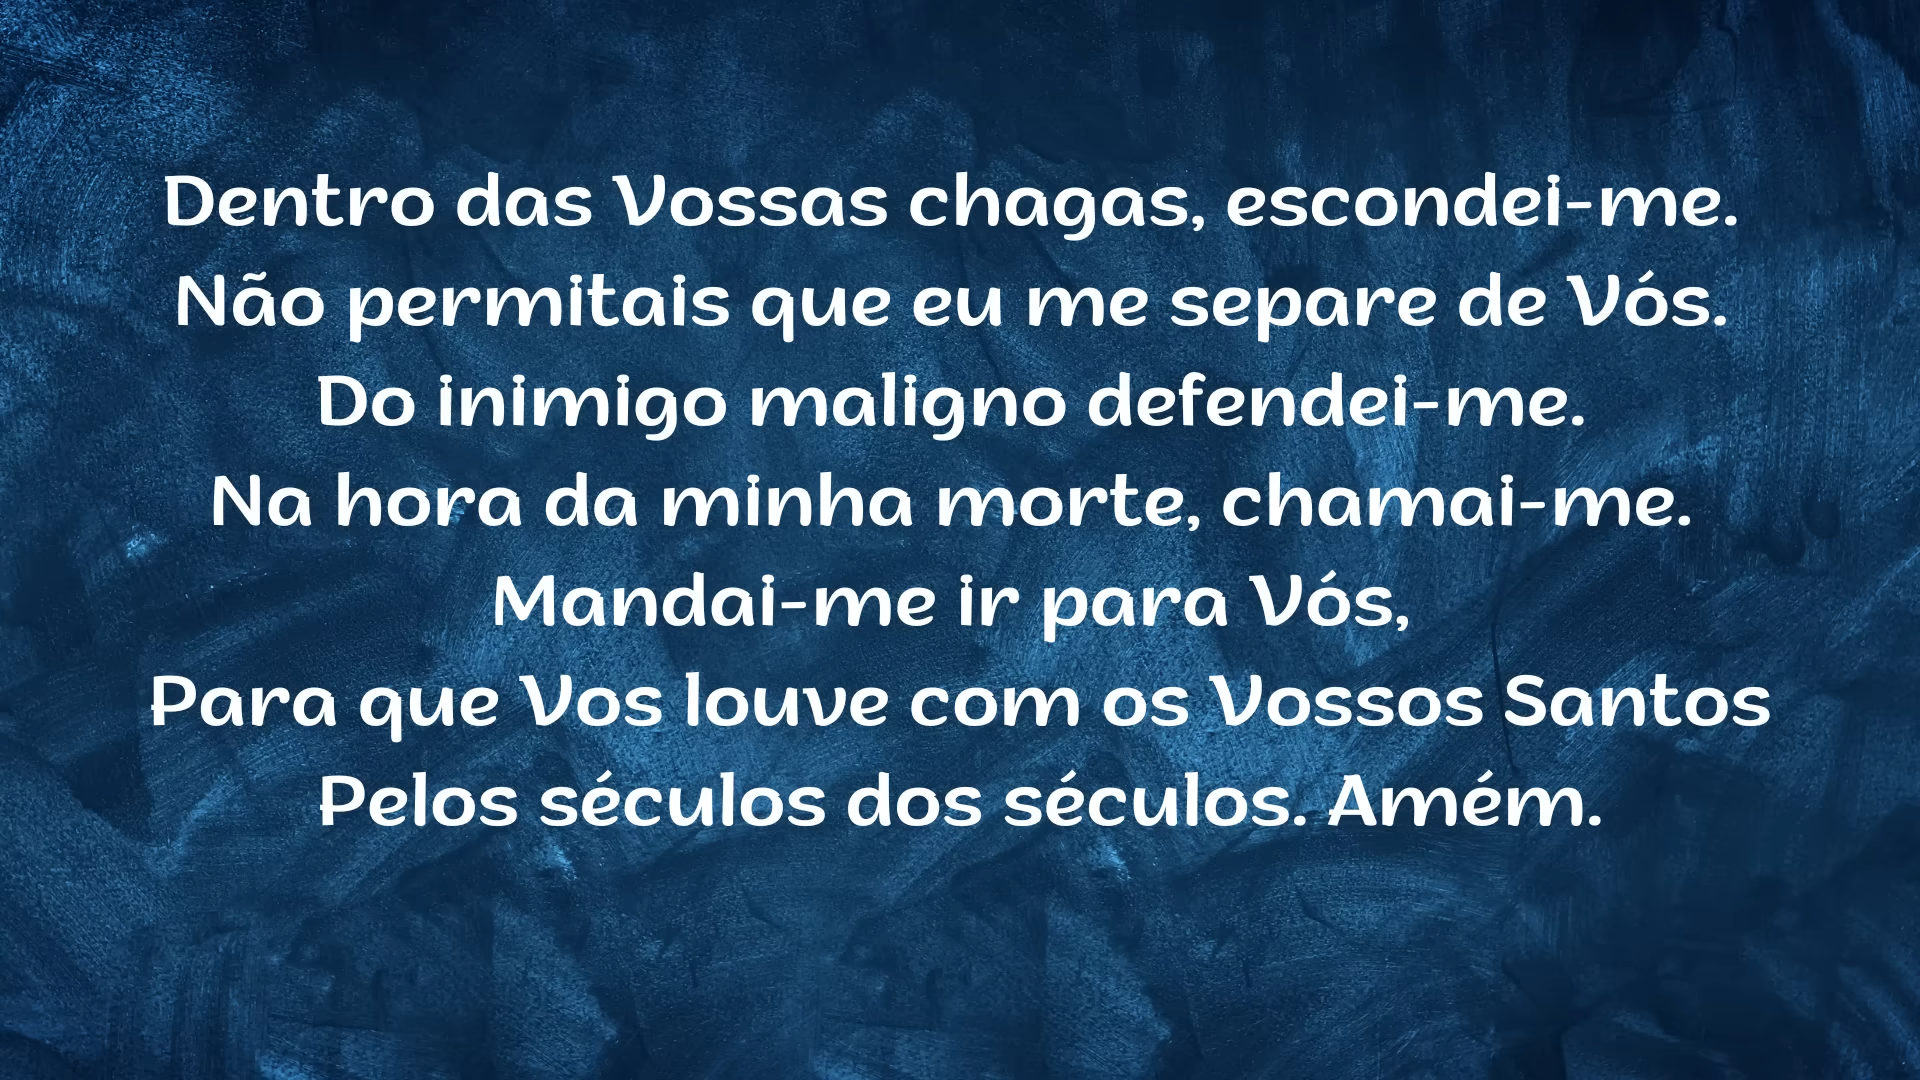 Dentro das Vossas chagas, escondei-me.
Não permitais que eu me separe de Vós.
Do inimigo maligno defendei-me.
Na hora da minha morte, chamai-me.
Mandai-me ir para Vós,
Para que Vos louve com os Vossos Santos
Pelos séculos dos séculos. Amém.